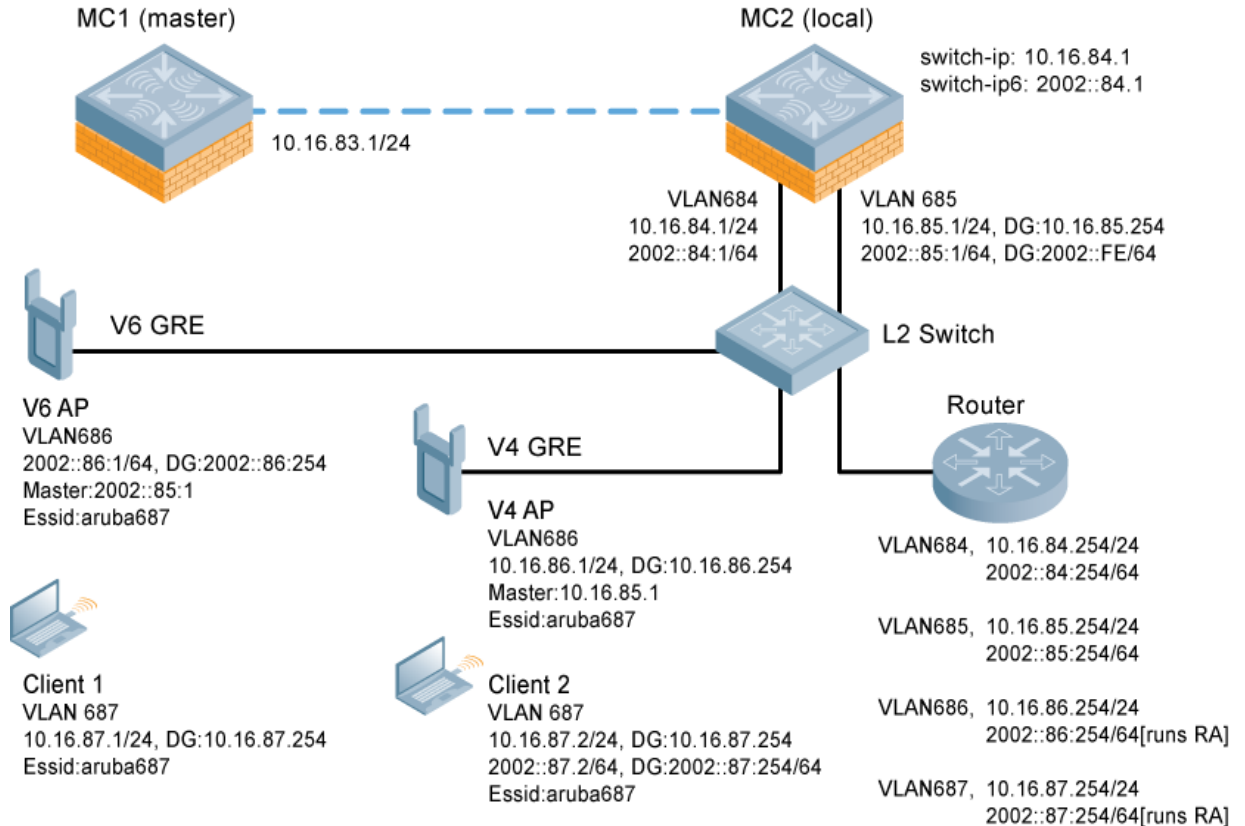 MC1 (master)
MC2 (local)
switch-ip: 10.16.84.1
switch-ip6: 2002::84.1
10.16.83.1/24
VLAN684
10.16.84.1/24
2002::84:1/64
VLAN 685
10.16.85.1/24, DG:10.16.85.254
2002::85:1/64, DG:2002::FE/64
V6 GRE
L2 Switch
V6 AP
VLAN686
2002::86:1/64, DG:2002::86:254
Master:2002::85:1
Essid:aruba687
V4 GRE
V4 AP
VLAN686
10.16.86.1/24, DG:10.16.86.254
Master:10.16.85.1
Essid:aruba687
Router
VLAN684, 10.16.84.254/24
2002::84:254/64
VLAN685, 10.16.85.254/24
2002::85:254/64
VLAN686, 10.16.86.254/24
2002::86:254/64[runs RA]
VLAN687, 10.16.87.254/24
2002::87:254/64[runs RA]
Client 1
VLAN 687
10.16.87.1/24, DG:10.16.87.254
Essid:aruba687
Client 2
VLAN 687
10.16.87.2/24, DG:10.16.87.254
2002::87.2/64, DG:2002::87:254/64
Essid:aruba687